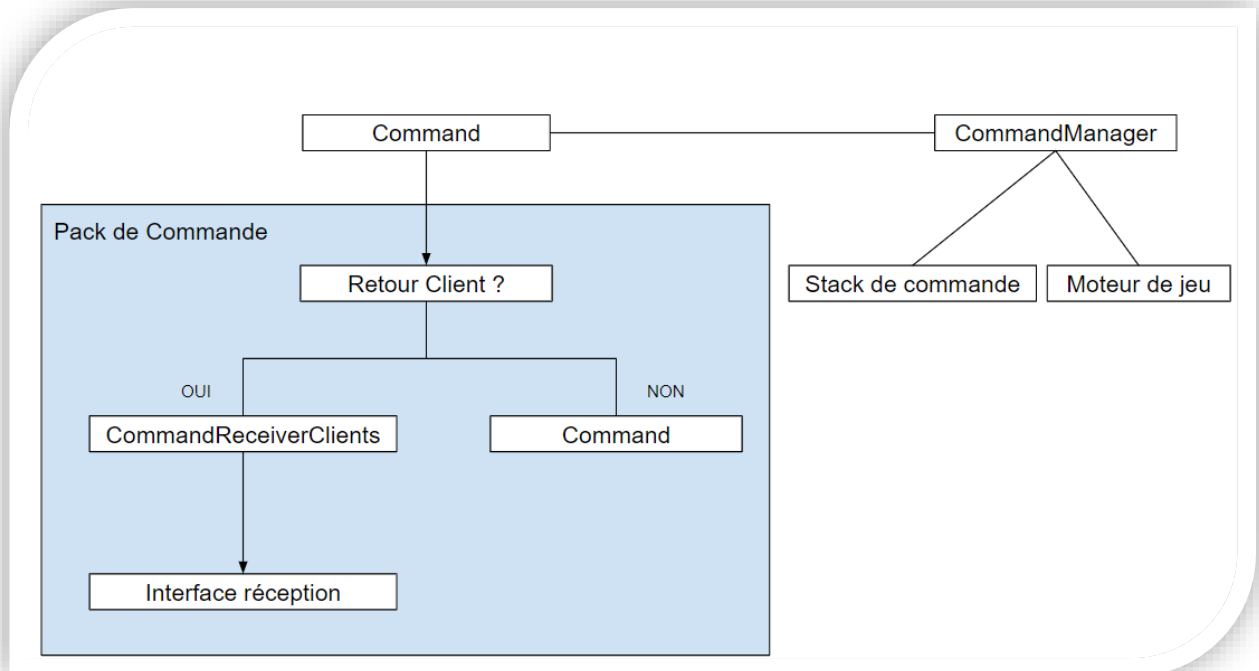 Command
CommandManager
Pack de Commande
Retour Client ?
Stack de commande
Moteur de jeu
OUI
NON
CommandReceiverClients
Command
Interface réception